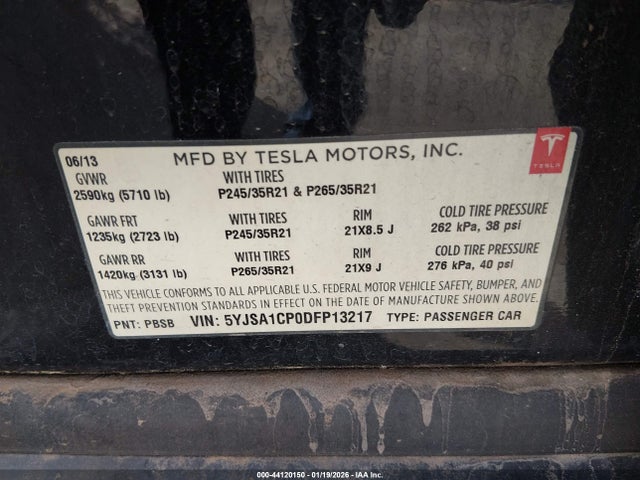 06/13 MFD BY TESLA MOTORS, INC.
TESLA
GVWR WITH TIRES
2590kg (5710 lb) P245/35R21 & P265/35R21
GAWR FRT WITH TIRES RIM COLD TIRE PRESSURE
1235kg (2723 lb) P245/35R21 21X8.5 J 262 kPa, 38 psi
GAWR RR WITH TIRES RIM COLD TIRE PRESSURE
1420kg (3131 lb) P265/35R21 21X9 J 276 kPa, 40 psi
THIS VEHICLE CONFORMS TO ALL APPLICABLE U.S. FEDERAL MOTOR VEHICLE SAFETY, BUMPER, AND
THEFT PREVENTION STANDARDS IN EFFECT ON THE DATE OF MANUFACTURE SHOWN ABOVE.
PNT: PBSB VIN: 5YJSA1CP0DFP13217 TYPE: PASSENGER CAR
000-44120150 - 01/19/2026 - IAAI.COM